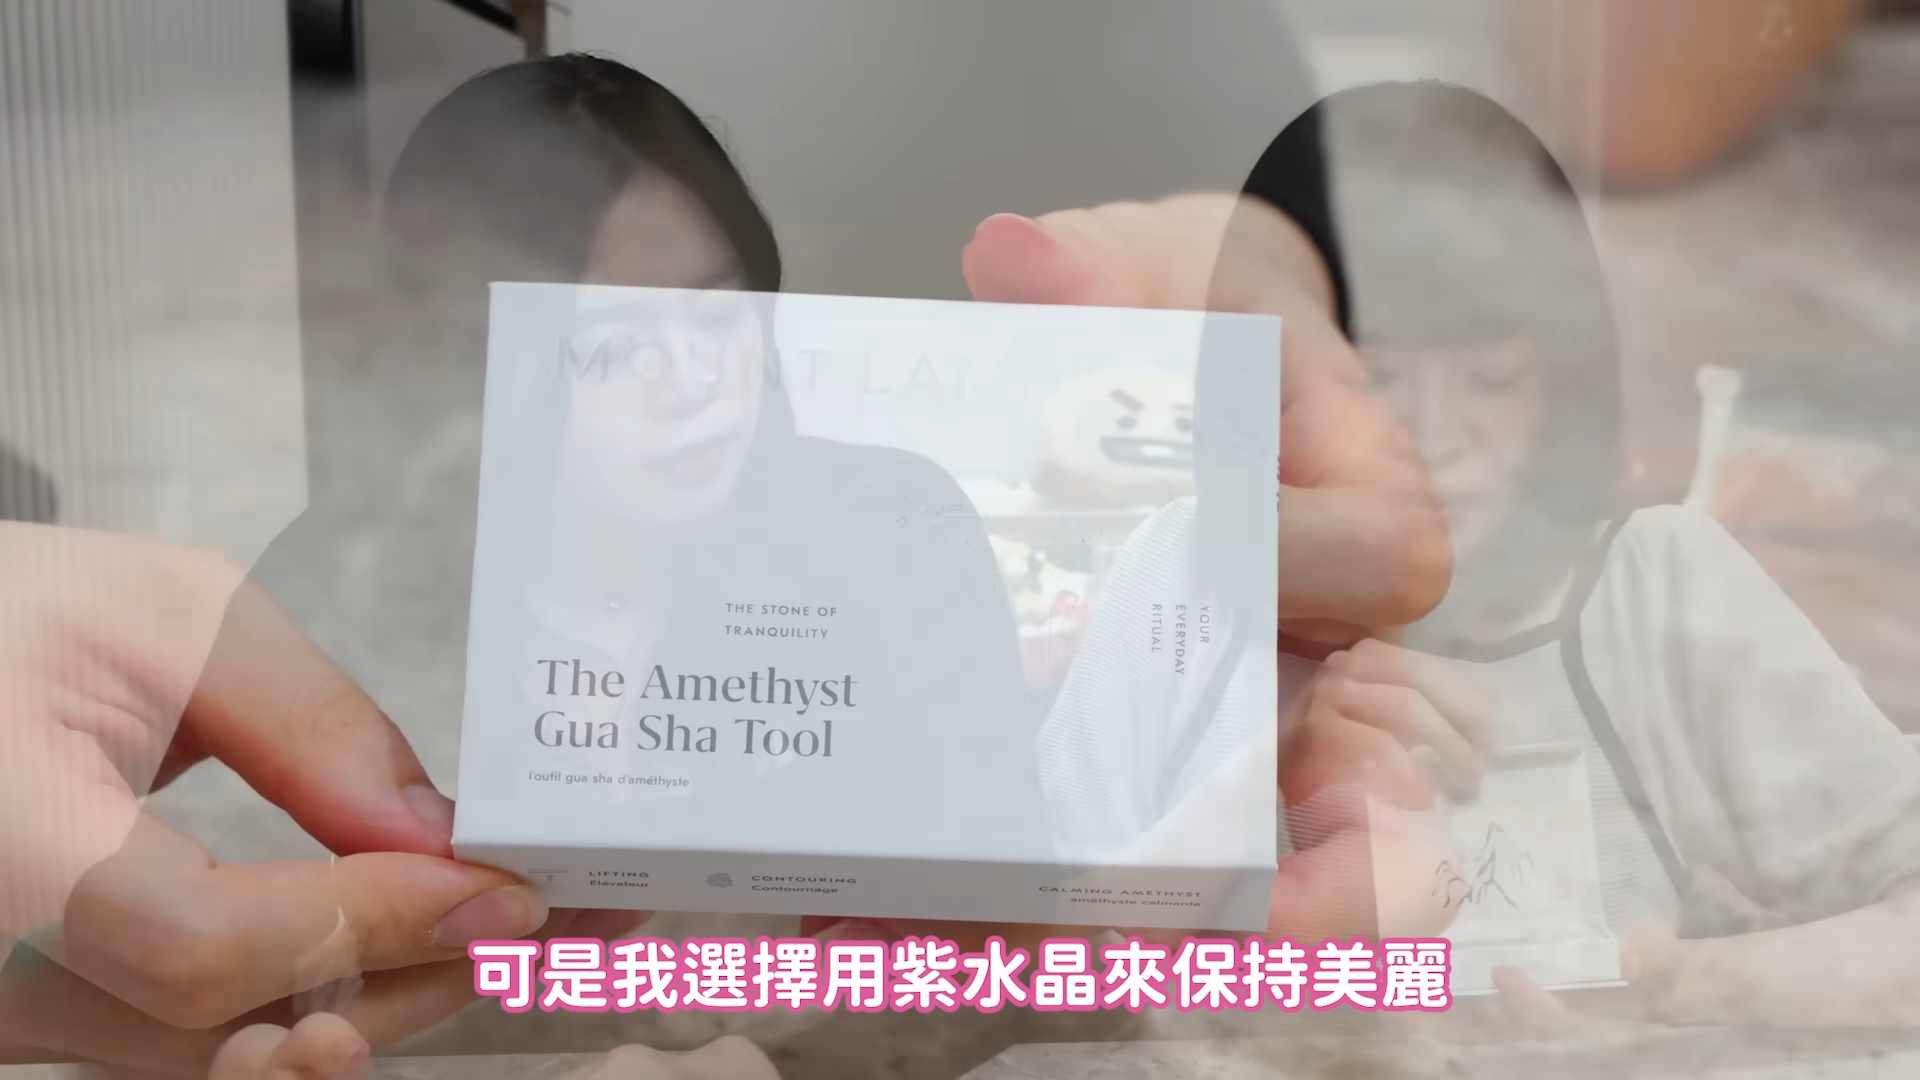 MOUNT LAI
THE STONE OF
TRANQUILITY
The Amethyst
Gua Sha Tool
l'outil gua sha d'améthyste
YOUR
EVERYDAY
RITUAL
LIFTING
Élévateur
CONTOURING
Contournage
CALMING AMETHYST
améthyste calmante
可是我選擇用紫水晶來保持美麗